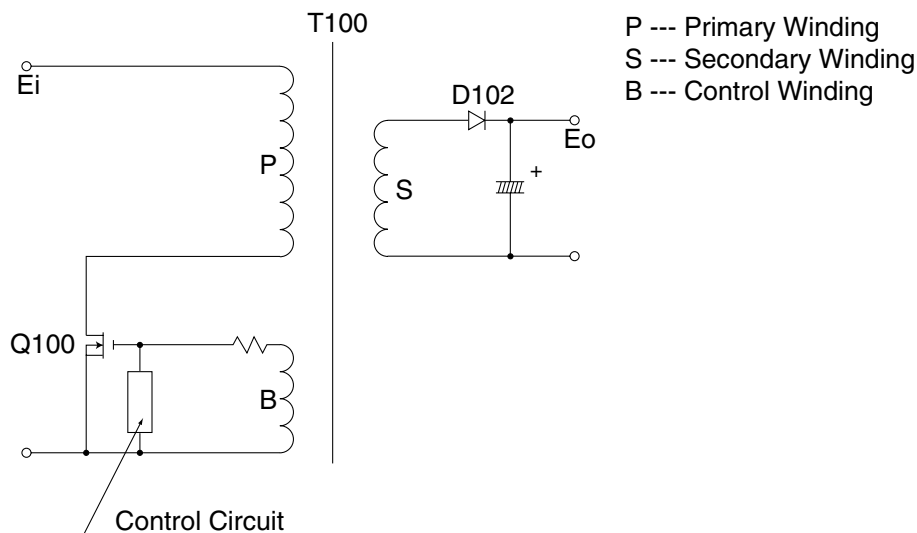 T100
P --- Primary Winding
S --- Secondary Winding
B --- Control Winding
Ei
D102
Eo
P
S
+
Q100
B
Control Circuit